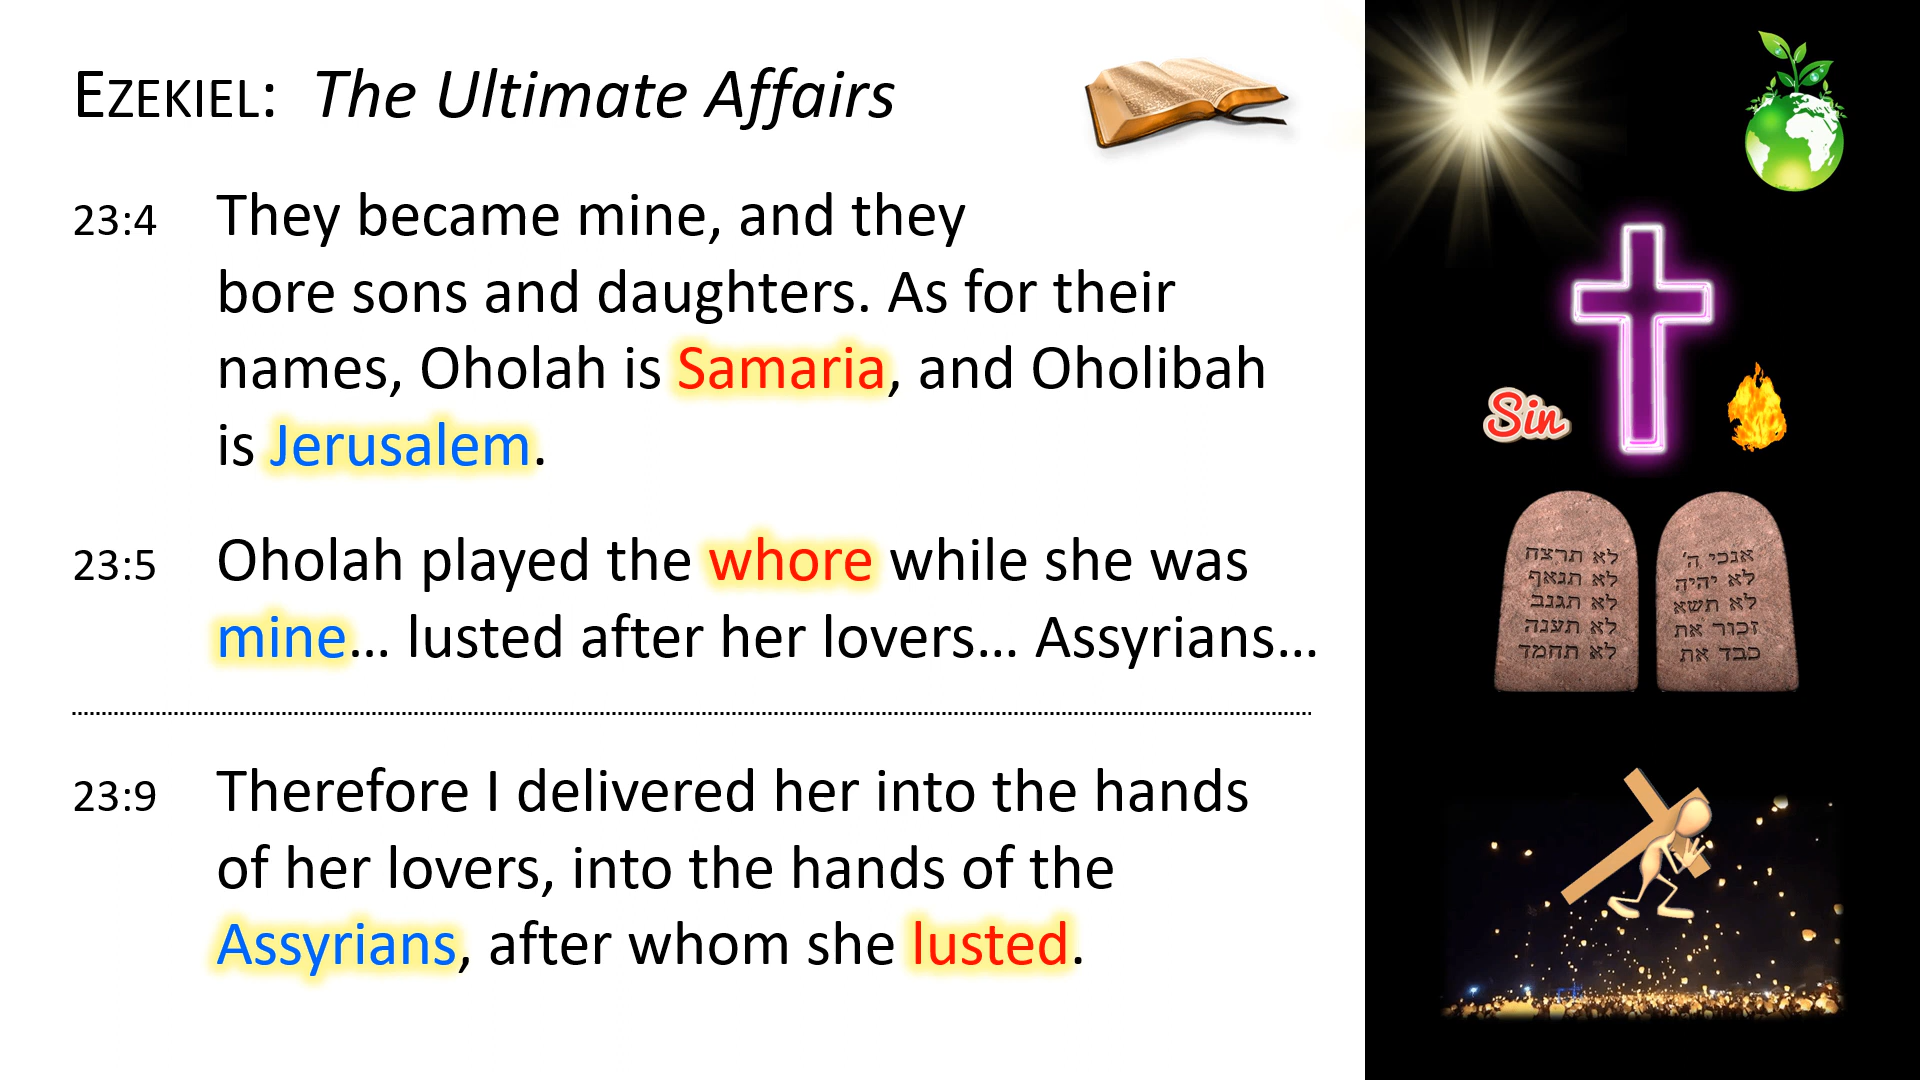 EZEKIEL: The Ultimate Affairs
23:4 They became mine, and they
bore sons and daughters. As for their
names, Oholah is Samaria, and Oholibah
is Jerusalem.
23:5 Oholah played the whore while she was
mine… lusted after her lovers… Assyrians…
23:9 Therefore I delivered her into the hands
of her lovers, into the hands of the
Assyrians, after whom she lusted.
Sin
אנכי ה'
לא יהיה
לא תשא
זכור את
כבד את
לא תרצח
לא תנאף
לא תגנב
לא תענה
לא תחמד